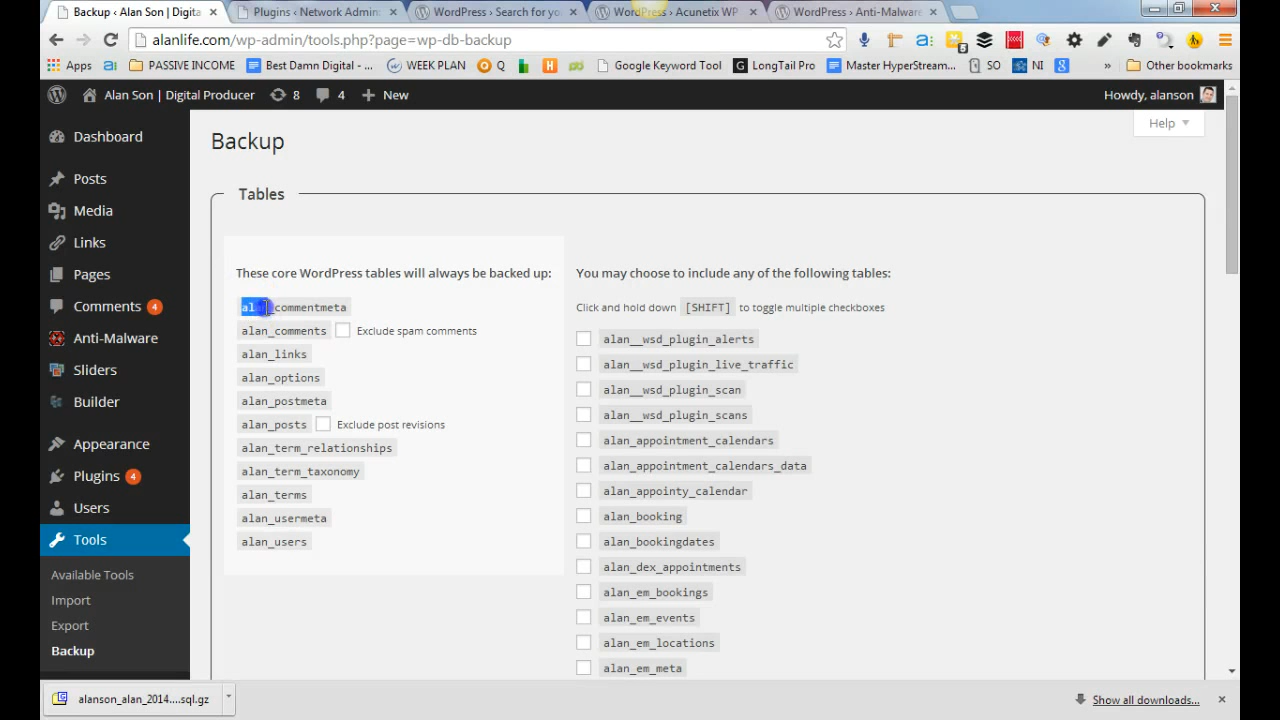 Backup ‹ Alan Son | Digita
Plugins ‹ Network Admin:
WordPress › Search for yo
WordPress › Acunetix WP
WordPress › Anti-Malware
alanlife.com/wp-admin/tools.php?page=wp-db-backup
5
Apps
PASSIVE INCOME
Best Damn Digital - ...
WEEK PLAN
Q
Google Keyword Tool
LongTail Pro
Master HyperStream...
SO
NI
»
Other bookmarks
Alan Son | Digital Producer
8
4
New
Howdy, alanson
Help
Dashboard
Posts
Media
Links
Pages
Comments 4
Anti-Malware
Sliders
Builder
Appearance
Plugins 4
Users
Tools
Available Tools
Import
Export
Backup
Backup
Tables
These core WordPress tables will always be backed up:
alan_commentmeta
alan_comments Exclude spam comments
alan_links
alan_options
alan_postmeta
alan_posts Exclude post revisions
alan_term_relationships
alan_term_taxonomy
alan_terms
alan_usermeta
alan_users
You may choose to include any of the following tables:
Click and hold down [SHIFT] to toggle multiple checkboxes
alan__wsd_plugin_alerts
alan__wsd_plugin_live_traffic
alan__wsd_plugin_scan
alan__wsd_plugin_scans
alan_appointment_calendars
alan_appointment_calendars_data
alan_appointy_calendar
alan_booking
alan_bookingdates
alan_dex_appointments
alan_em_bookings
alan_em_events
alan_em_locations
alan_em_meta
alanson_alan_2014....sql.gz
Show all downloads...